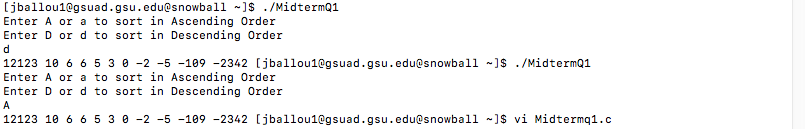 [jballou1@gsuad.gsu.edu@snowball ~]$ ./MidtermQ1
Enter A or a to sort in Ascending Order
Enter D or d to sort in Descending Order
d
12123 10 6 6 5 3 0 -2 -5 -109 -2342 [jballou1@gsuad.gsu.edu@snowball ~]$ ./MidtermQ1
Enter A or a to sort in Ascending Order
Enter D or d to sort in Descending Order
A
12123 10 6 6 5 3 0 -2 -5 -109 -2342 [jballou1@gsuad.gsu.edu@snowball ~]$ vi Midtermq1.c